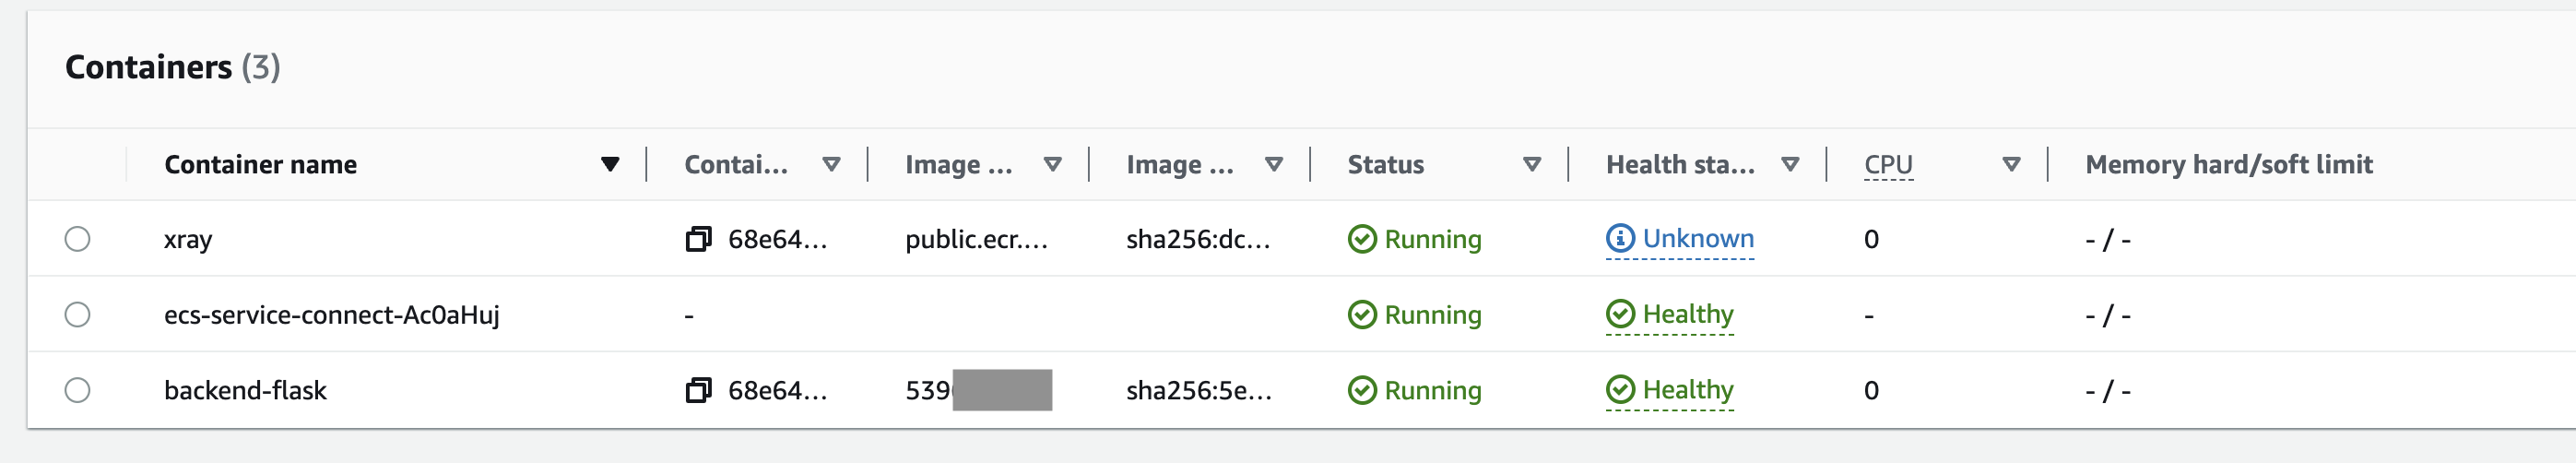 Containers (3)
Container name Contai... Image ... Image ... Status Health sta... CPU Memory hard/soft limit
xray 68e64... public.ecr.... sha256:dc... Running Unknown 0 - / -
ecs-service-connect-Ac0aHuj - Running Healthy - - / -
backend-flask 68e64... 539 sha256:5e... Running Healthy 0 - / -